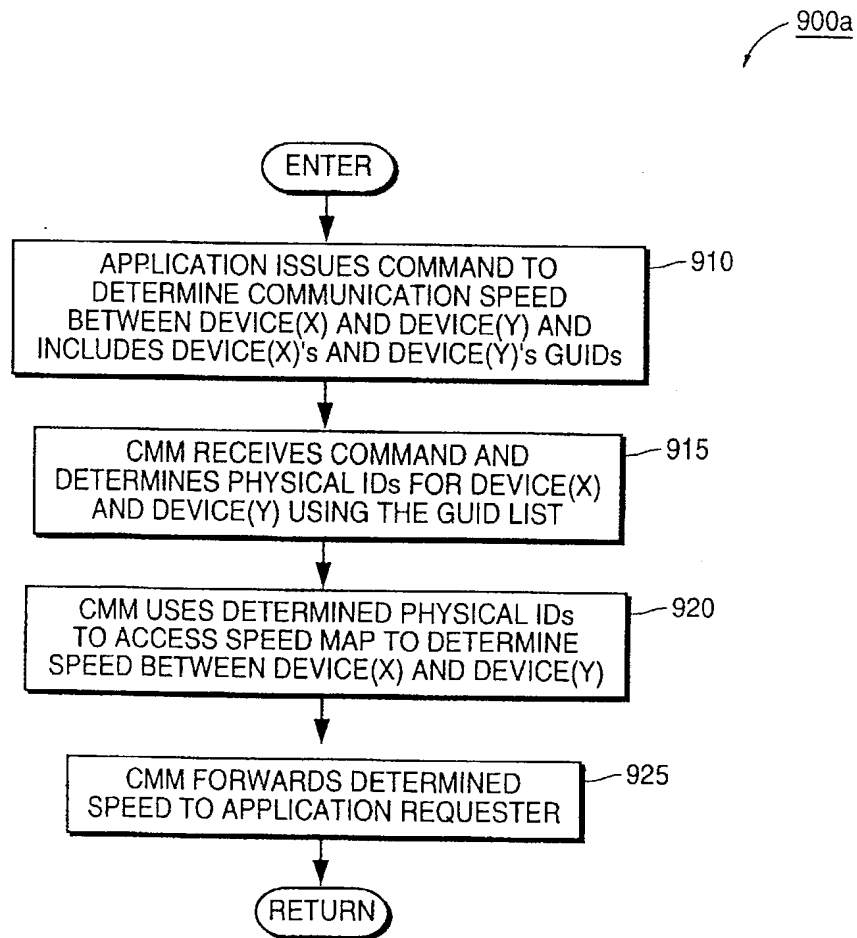 900a
ENTER
APPLICATION ISSUES COMMAND TO
DETERMINE COMMUNICATION SPEED
BETWEEN DEVICE(X) AND DEVICE(Y) AND
INCLUDES DEVICE(X)'s AND DEVICE(Y)'s GUIDs
910
CMM RECEIVES COMMAND AND
DETERMINES PHYSICAL IDs FOR DEVICE(X)
AND DEVICE(Y) USING THE GUID LIST
915
CMM USES DETERMINED PHYSICAL IDs
TO ACCESS SPEED MAP TO DETERMINE
SPEED BETWEEN DEVICE(X) AND DEVICE(Y)
920
CMM FORWARDS DETERMINED
SPEED TO APPLICATION REQUESTER
925
RETURN